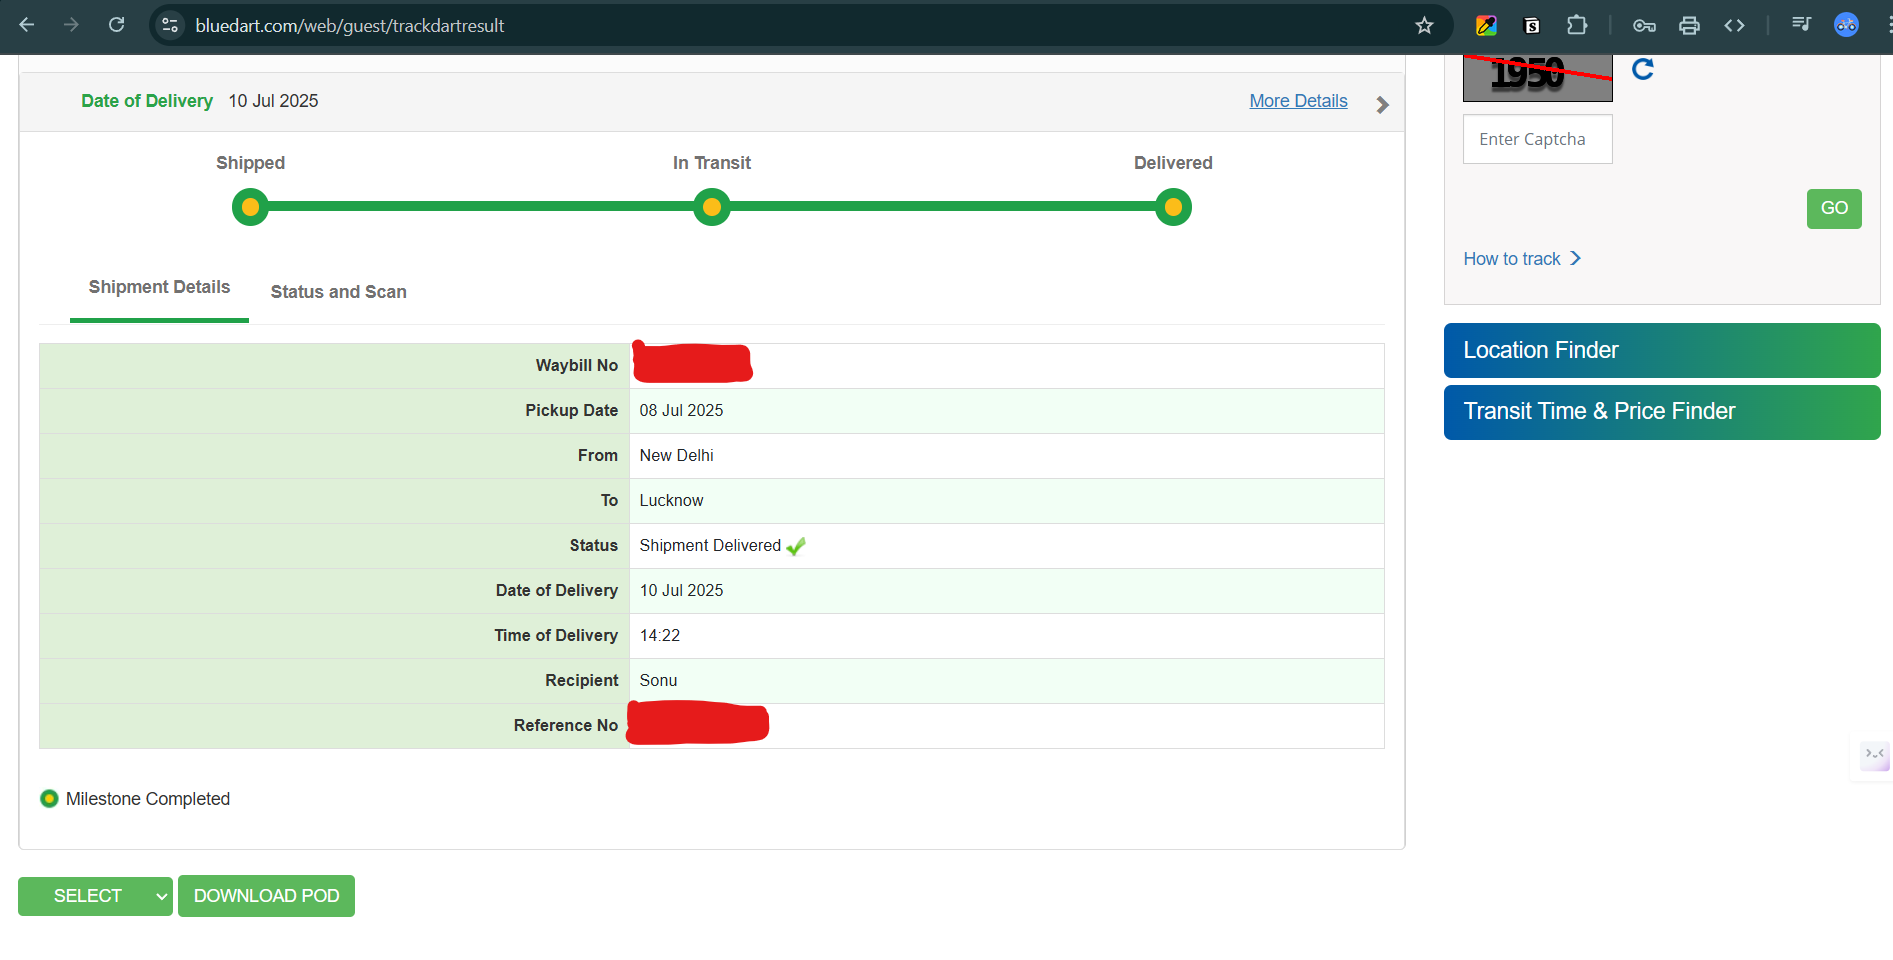 bluedart.com/web/guest/trackdartresult
Date of Delivery 10 Jul 2025 More Details
Shipped In Transit Delivered
Shipment Details Status and Scan
Waybill No
Pickup Date 08 Jul 2025
From New Delhi
To Lucknow
Status Shipment Delivered
Date of Delivery 10 Jul 2025
Time of Delivery 14:22
Recipient Sonu
Reference No
Milestone Completed
SELECT DOWNLOAD POD
1950
Enter Captcha
GO
How to track
Location Finder
Transit Time & Price Finder